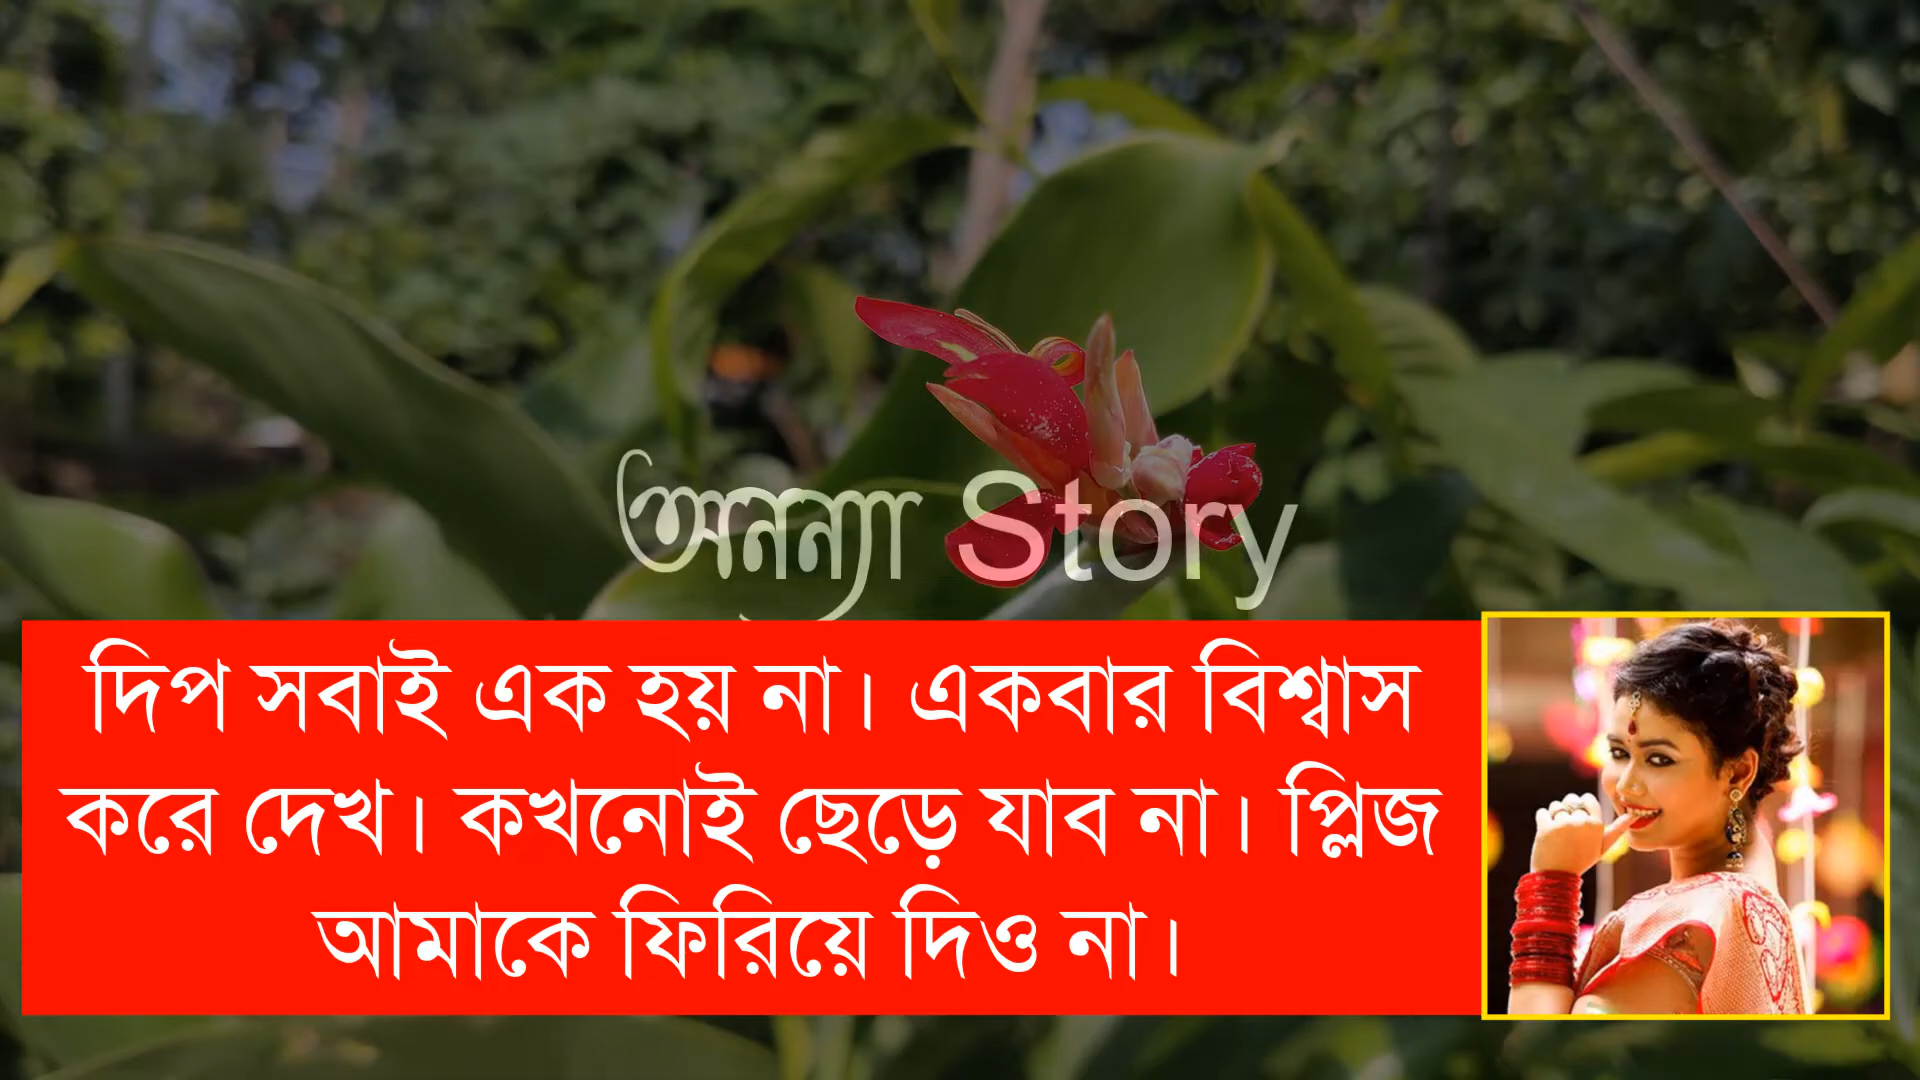 অনন্যা Story
দিপ সবাই এক হয় না। একবার বিশ্বাস
করে দেখ। কখনোই ছেড়ে যাব না। প্লিজ
আমাকে ফিরিয়ে দিও না।